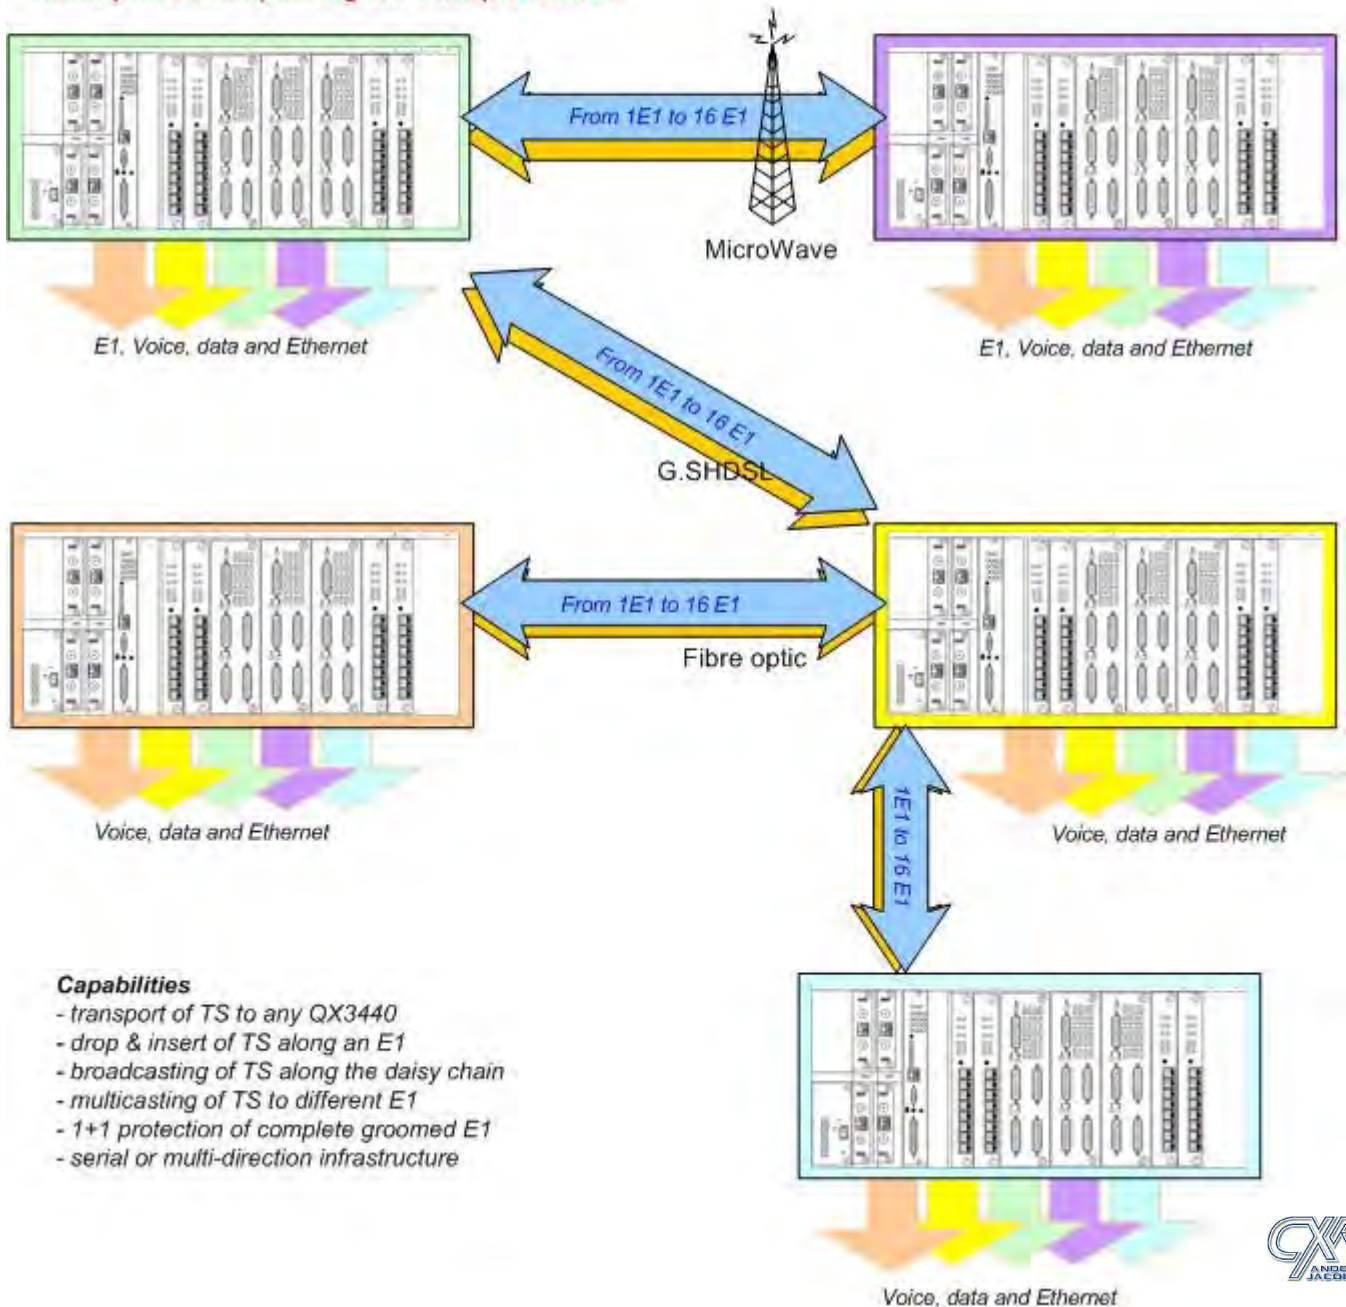 From 1E1 to 16 E1
MicroWave
E1, Voice, data and Ethernet
E1, Voice, data and Ethernet
From 1E1 to 16 E1
G.SHDSL
From 1E1 to 16 E1
Fibre optic
Voice, data and Ethernet
Voice, data and Ethernet
1E1 to 16 E1
Capabilities
- transport of TS to any QX3440
- drop & insert of TS along an E1
- broadcasting of TS along the daisy chain
- multicasting of TS to different E1
- 1+1 protection of complete groomed E1
- serial or multi-direction infrastructure
Voice, data and Ethernet